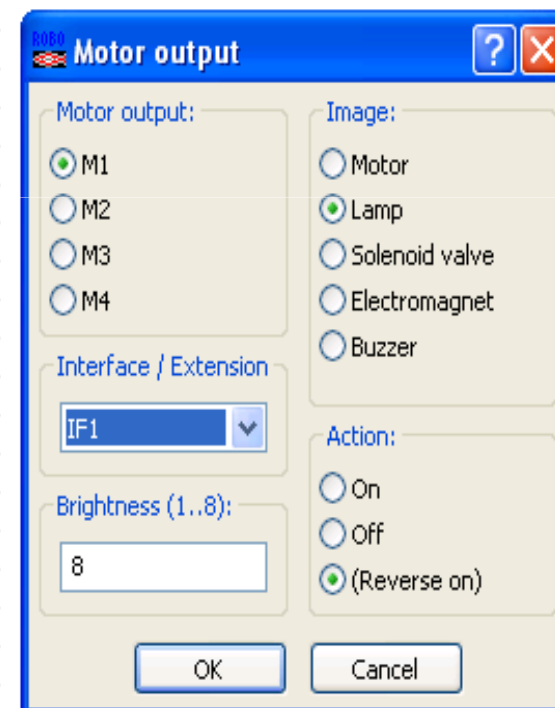 ROBO Motor output ?
Motor output:
M1
M2
M3
M4
Interface / Extension
IF1
Brightness (1..8):
8
Image:
Motor
Lamp
Solenoid valve
Electromagnet
Buzzer
Action:
On
Off
(Reverse on)
OK Cancel